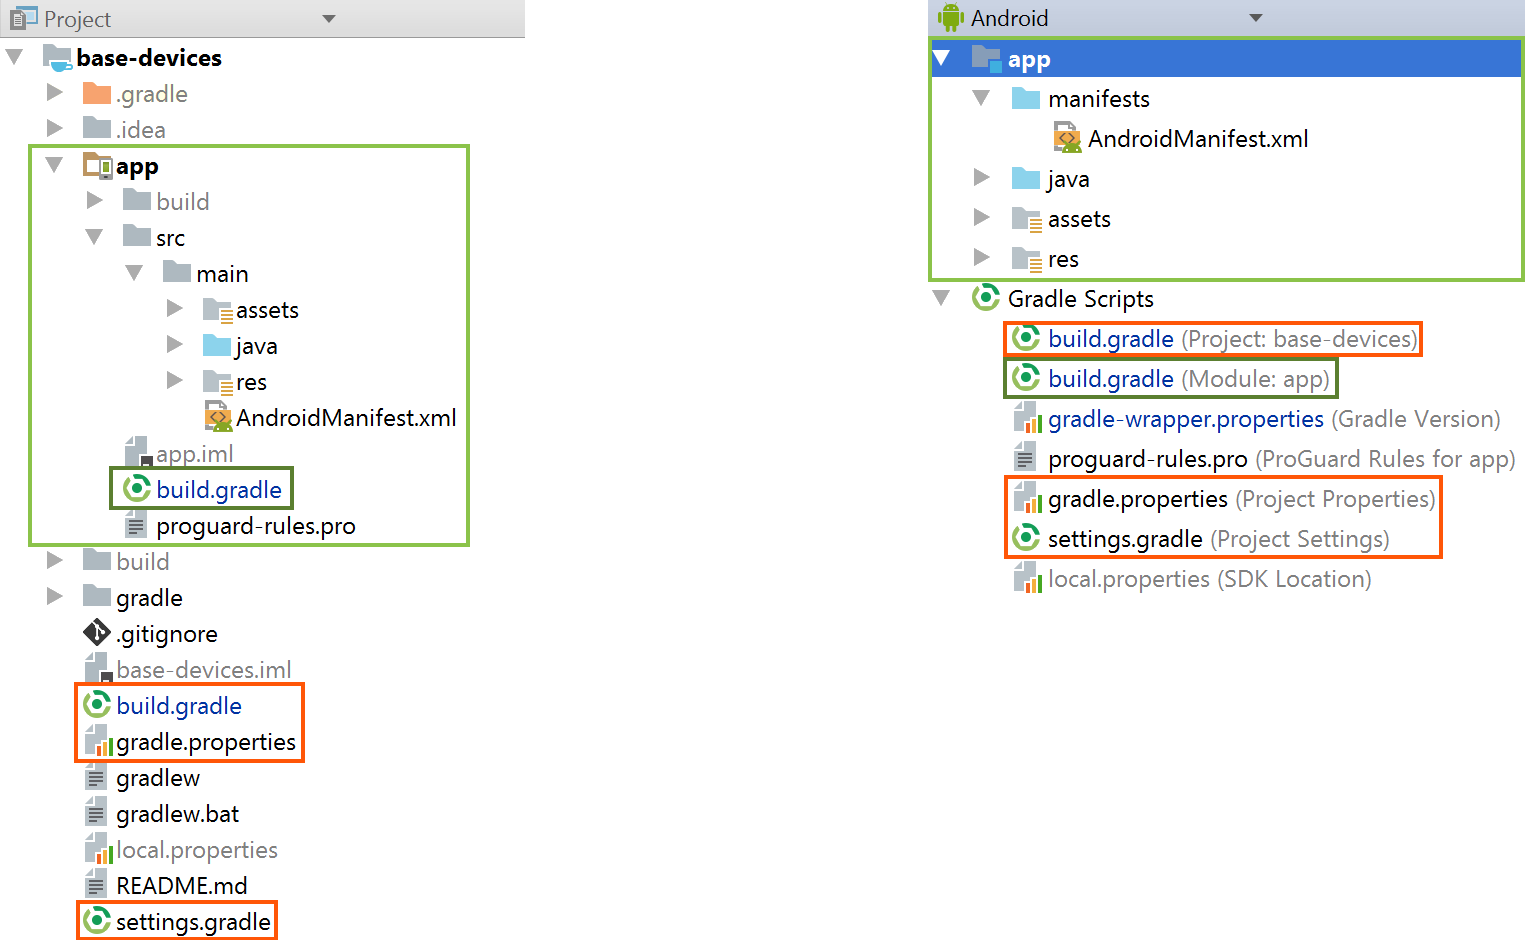 Project
base-devices
.gradle
.idea
app
build
src
main
assets
java
res
AndroidManifest.xml
app.iml
build.gradle
proguard-rules.pro
build
gradle
.gitignore
base-devices.iml
build.gradle
gradle.properties
gradlew
gradlew.bat
local.properties
README.md
settings.gradle
Android
app
manifests
AndroidManifest.xml
java
assets
res
Gradle Scripts
build.gradle (Project: base-devices)
build.gradle (Module: app)
gradle-wrapper.properties (Gradle Version)
proguard-rules.pro (ProGuard Rules for app)
gradle.properties (Project Properties)
settings.gradle (Project Settings)
local.properties (SDK Location)